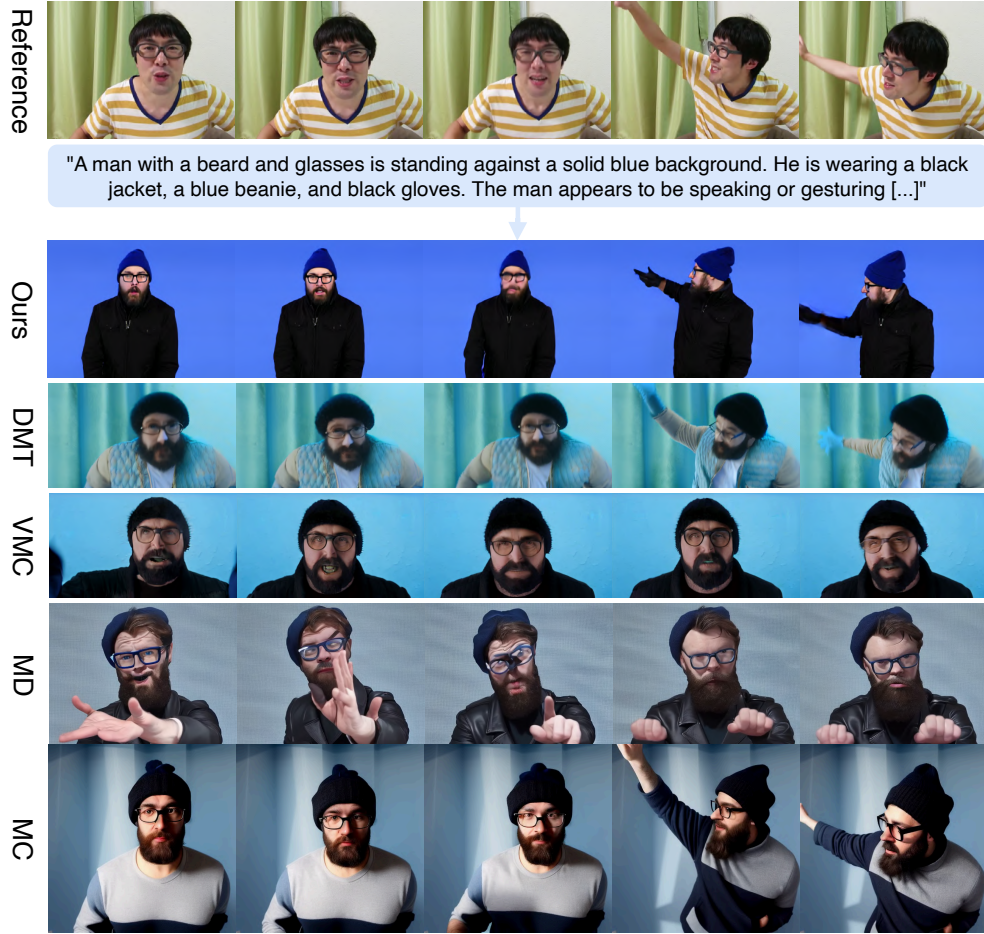 Reference
"A man with a beard and glasses is standing against a solid blue background. He is wearing a black
jacket, a blue beanie, and black gloves. The man appears to be speaking or gesturing [...]"
Ours
DMT
VMC
MD
MC